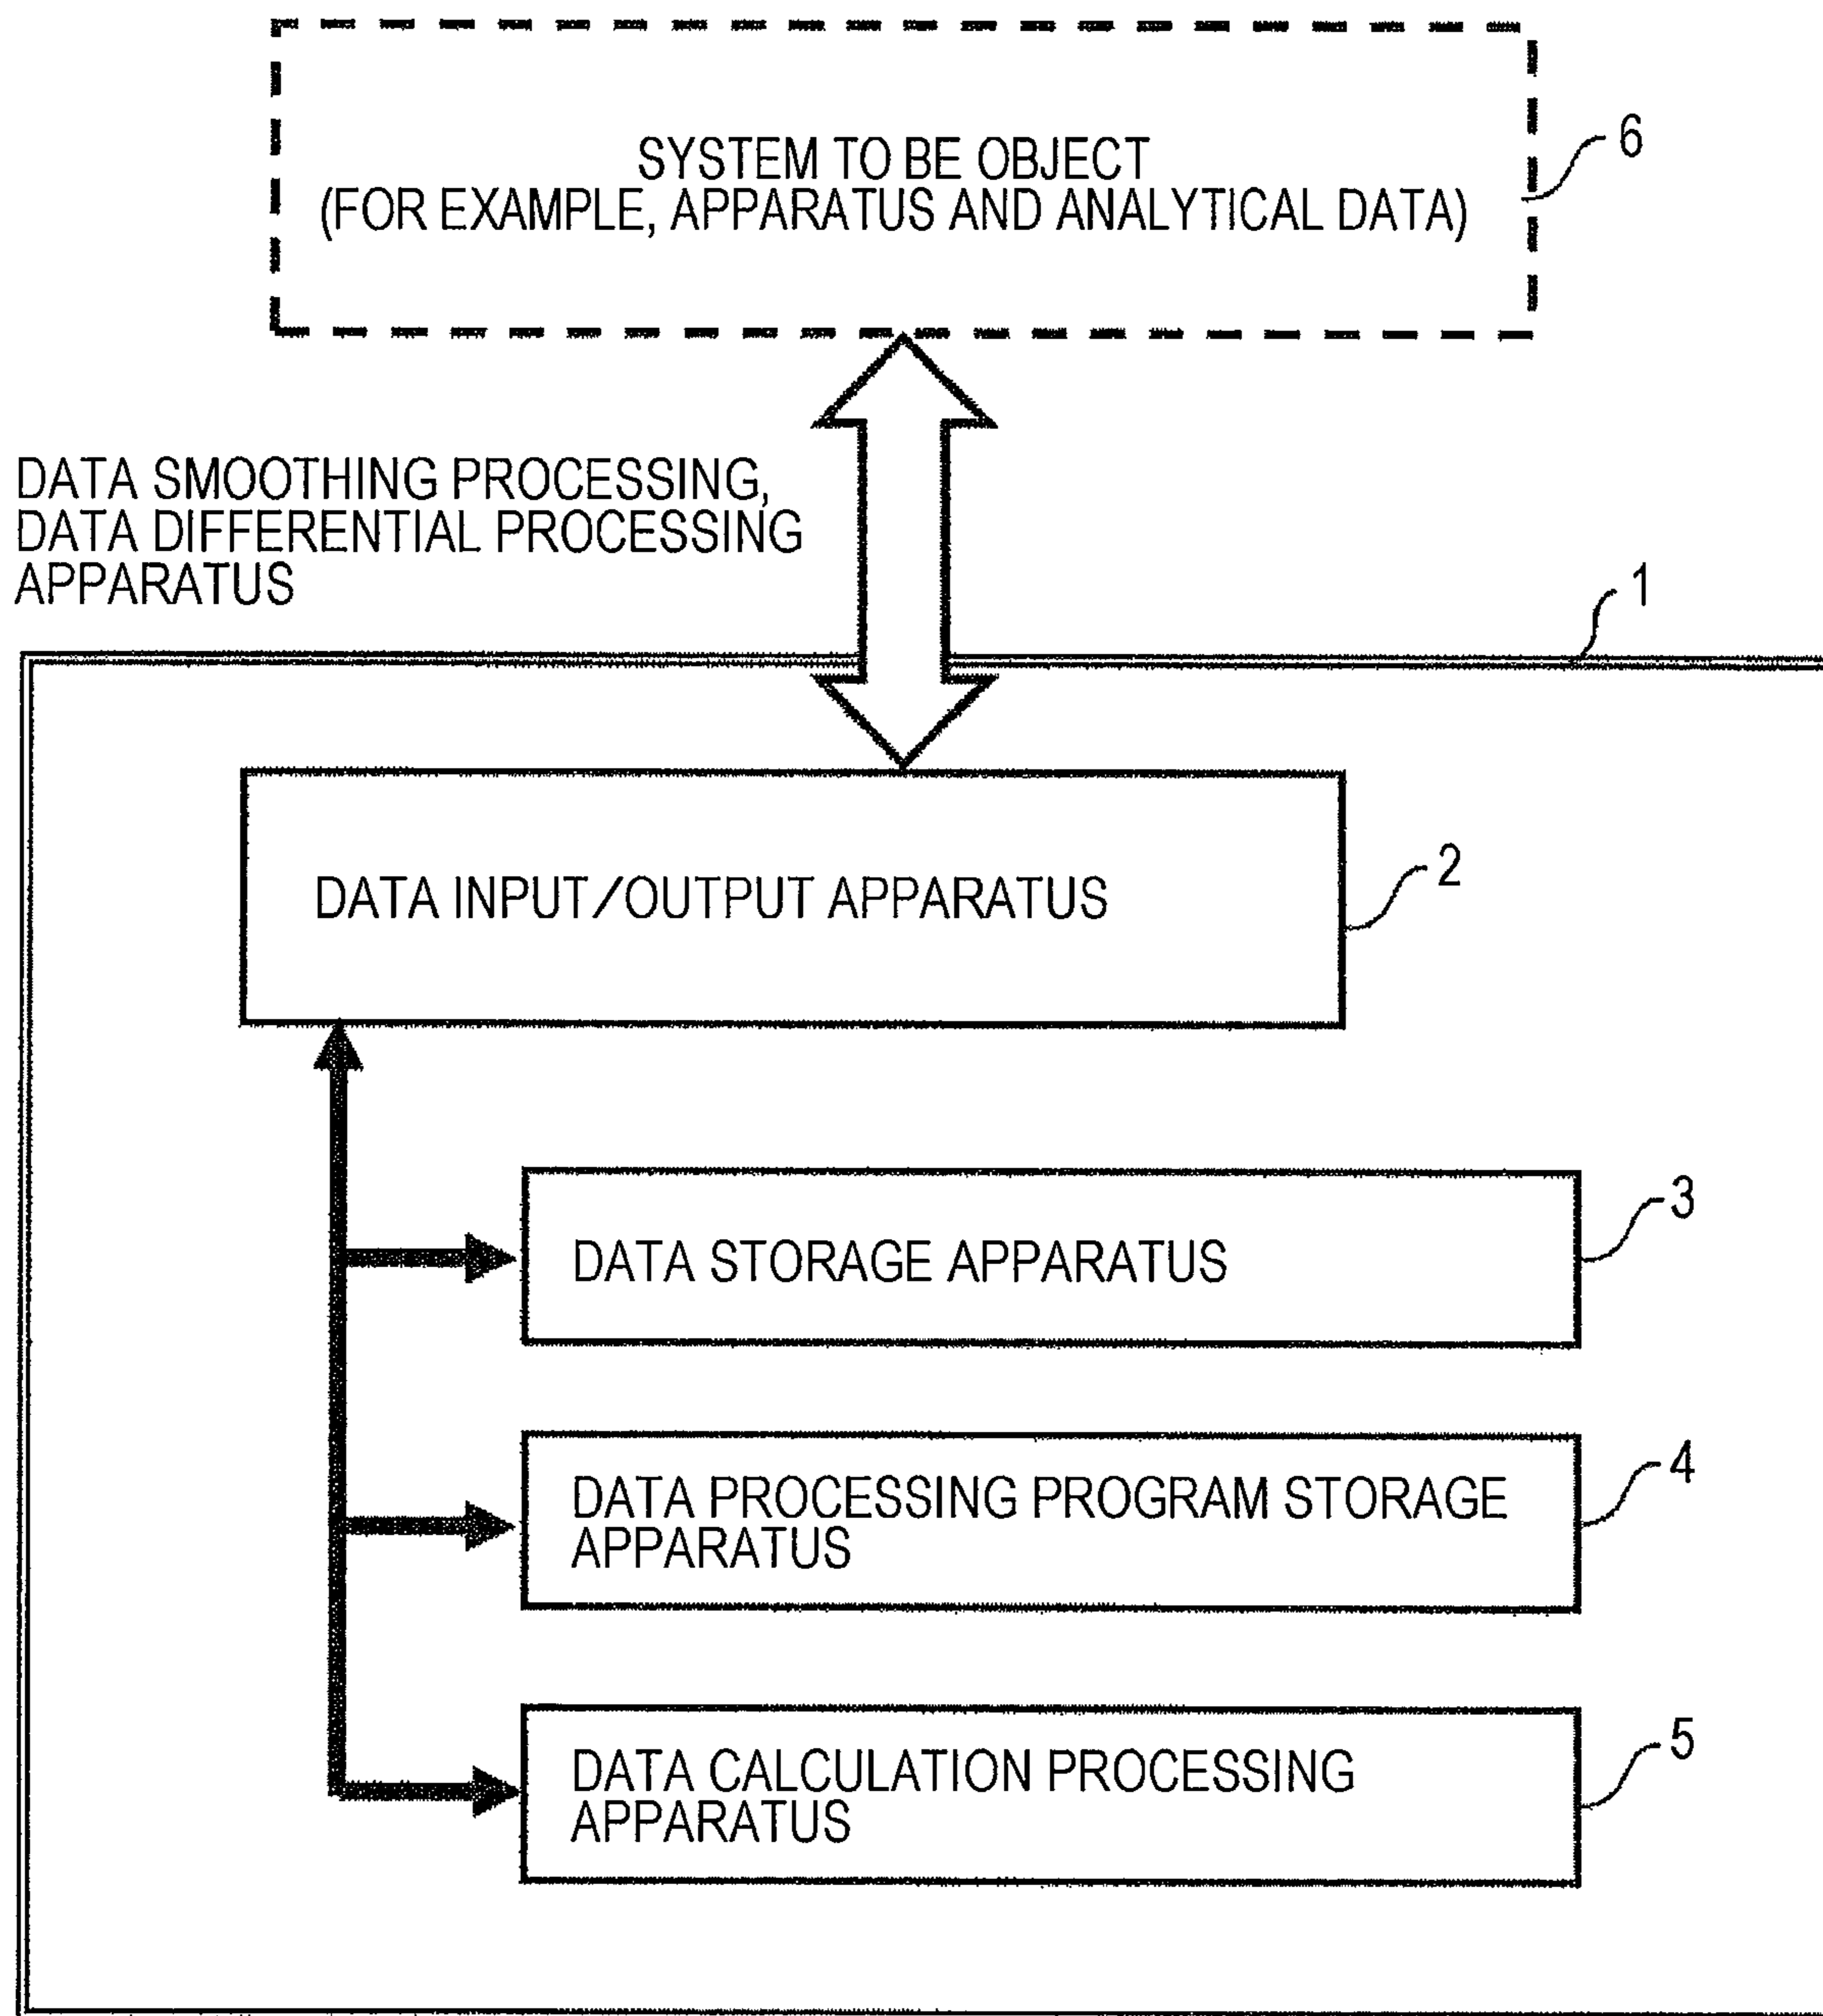 SYSTEM TO BE OBJECT
(FOR EXAMPLE, APPARATUS AND ANALYTICAL DATA)
6
DATA SMOOTHING PROCESSING,
DATA DIFFERENTIAL PROCESSING
APPARATUS
1
DATA INPUT/OUTPUT APPARATUS
2
DATA STORAGE APPARATUS
3
DATA PROCESSING PROGRAM STORAGE
APPARATUS
4
DATA CALCULATION PROCESSING
APPARATUS
5